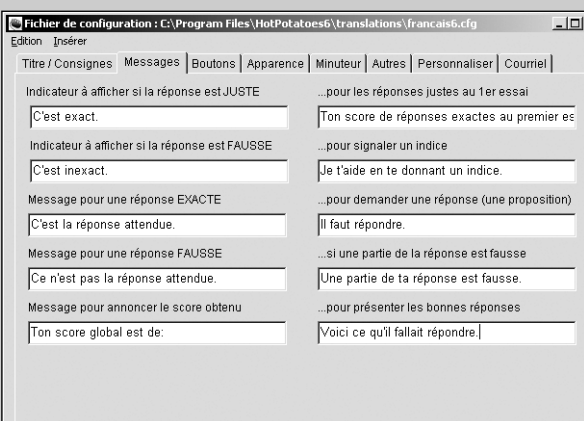 Fichier de configuration : C:\Program Files\HotPotatoes6\translations\francais6.cfg
Edition Insérer
Titre / Consignes Messages Boutons Apparence Minuteur Autres Personnaliser Courriel
Indicateur à afficher si la réponse est JUSTE
C'est exact.
Indicateur à afficher si la réponse est FAUSSE
C'est inexact.
Message pour une réponse EXACTE
C'est la réponse attendue.
Message pour une réponse FAUSSE
Ce n'est pas la réponse attendue.
Message pour annoncer le score obtenu
Ton score global est de:
...pour les réponses justes au 1er essai
Ton score de réponses exactes au premier es
...pour signaler un indice
Je t'aide en te donnant un indice.
...pour demander une réponse (une proposition)
Il faut répondre.
...si une partie de la réponse est fausse
Une partie de ta réponse est fausse.
...pour présenter les bonnes réponses
Voici ce qu'il fallait répondre.